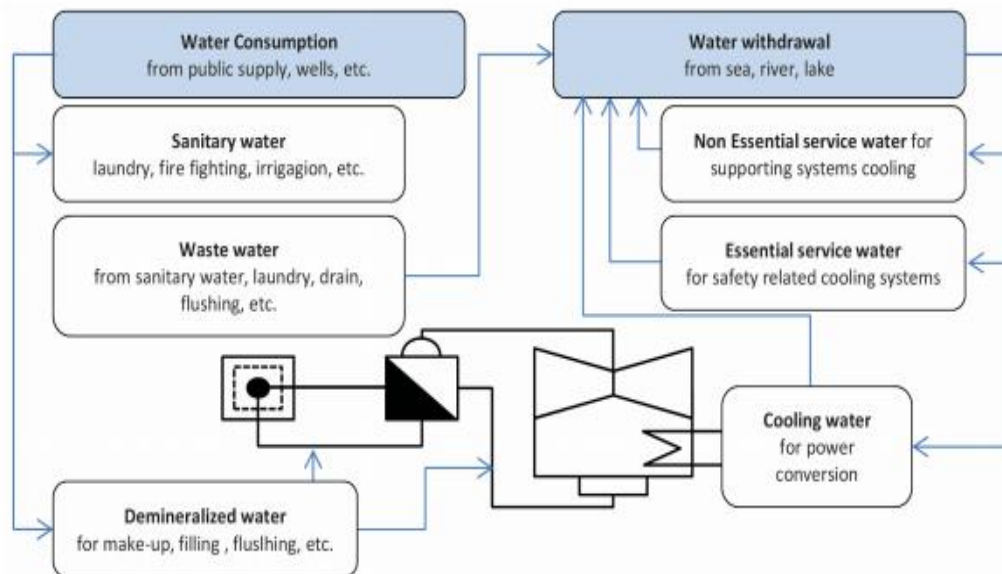 Water Consumption
from public supply, wells, etc.
Water withdrawal
from sea, river, lake
Sanitary water
laundry, fire fighting, irrigagion, etc.
Non Essential service water for
supporting systems cooling
Waste water
from sanitary water, laundry, drain,
flushing, etc.
Essential service water
for safety related cooling systems
Cooling water
for power
conversion
Demineralized water
for make-up, filling , fluslhing, etc.